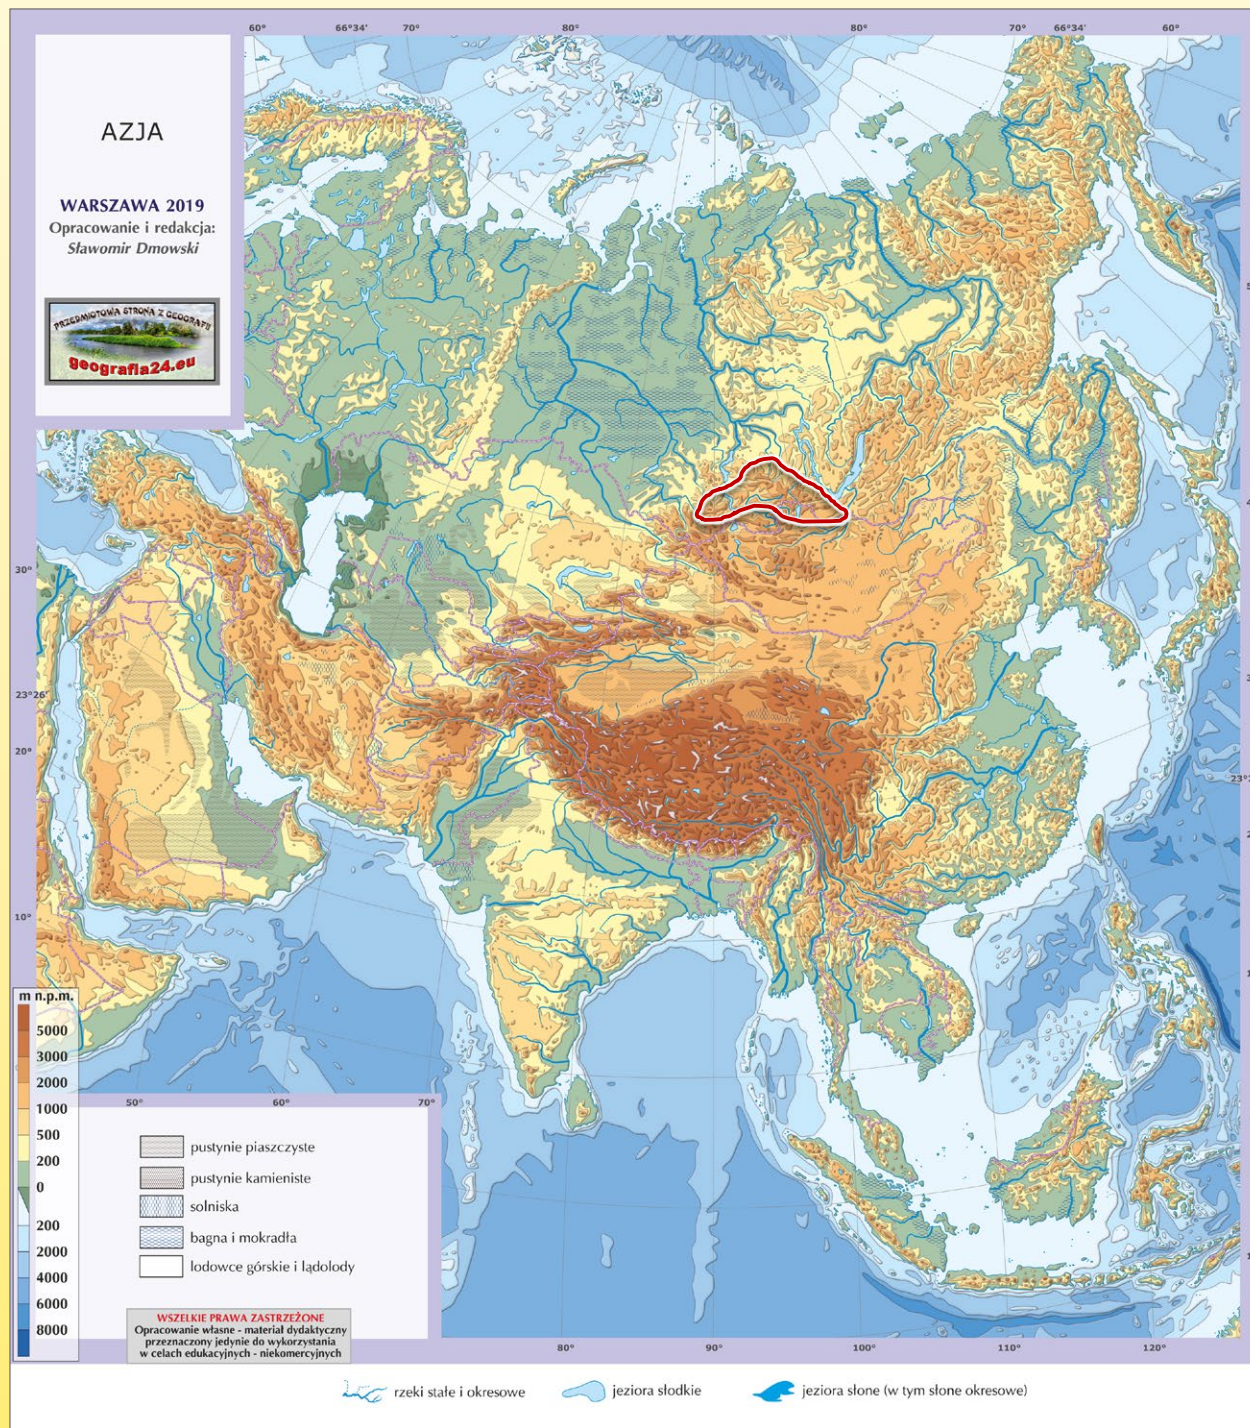 60°
66°34'
70°
80°
80°
70°
66°34'
60°
AZJA
WARSZAWA 2019
Opracowanie i redakcja:
Sławomir Dmowski
PRZEDMIOTOWA STRONA Z GEOGRAFII
geografia24.eu
30°
23°26'
20°
10°
m n.p.m.
5000
3000
2000
1000
500
200
0
200
2000
4000
6000
8000
50°
60°
70°
pustynie piaszczyste
pustynie kamieniste
solniska
bagna i mokradła
lodowce górskie i lądolody
WSZELKIE PRAWA ZASTRZEŻONE
Opracowanie własne - materiał dydaktyczny
przeznaczony jedynie do wykorzystania
w celach edukacyjnych - niekomercyjnych
80°
90°
100°
110°
120°
rzeki stałe i okresowe
jeziora słodkie
jeziora słone (w tym słone okresowe)